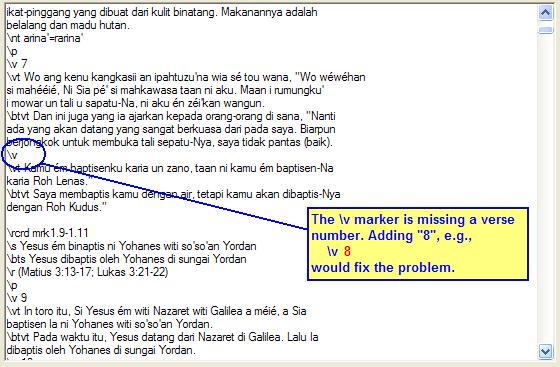 ikat-pinggang yang dibuat dari kulit binatang. Makanannya adalah
belalang dan madu hutan.
\nt arina'=rarina'
\p
\v 7
\vt Wo ang kenu kangkasii an ipahtuzu'na wia sé tou wana, "Wo wéwéhan
si mahéeié, Ni Sia pé' si mahkawasa taan ni aku. Maan i rumungku'
i mowar un tali u sapatu-Na, ni aku én zéi'kan wangun.
\btvt Dan ini juga yang ia ajarkan kepada orang-orang di sana, "Nanti
ada yang akan datang yang sangat berkuasa dari pada saya. Biarpun
berjongkok untuk membuka tali sepatu-Nya, saya tidak pantas (baik).
\v
\vt Kamu ém baptisenku karia un zano, taan ni kamu ém baptisen-Na
karia Roh Lenas."
\btvt Saya membaptis kamu dengan air, tetapi kamu akan dibaptis-Nya
dengan Roh Kudus."
\rcrd mrk1.9-1.11
\s Yesus ém binaptis ni Yohanes witi so'so'an Yordan
\bts Yesus dibaptis oleh Yohanes di sungai Yordan
\r (Matius 3:13-17; Lukas 3:21-22)
\p
\v 9
\vt In toro itu, Si Yesus ém witi Nazaret witi Galilea a méié, a Sia
baptisen la ni Yohanes witi so'so'an Yordan.
\btvt Pada waktu itu, Yesus datang dari Nazaret di Galilea. Lalu Ia
dibaptis oleh Yohanes di sungai Yordan.
The \v marker is missing a verse
number. Adding "8", e.g.,
\v 8
would fix the problem.